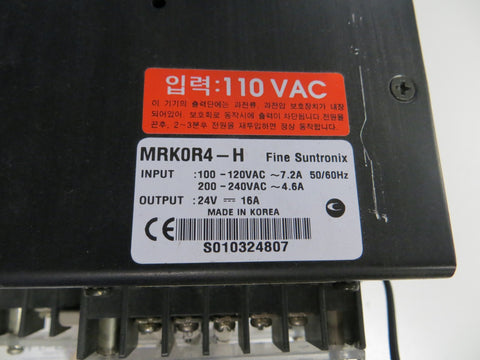 입력:110 VAC
이 기기의 출력단에는 과전류, 과전압 보호장치가 내장
되어있어, 보호회로 동작시에 출력이 차단됩니다 전원을
끈후, 2~3분후 전원을 재투입하면 정상 동작합니다.
MRK0R4-H Fine Suntronix
INPUT :100-120VAC ~7.2A 50/60Hz
200-240VAC ~4.6A
OUTPUT :24V ⎓ 16A
MADE IN KOREA
CE
S010324807